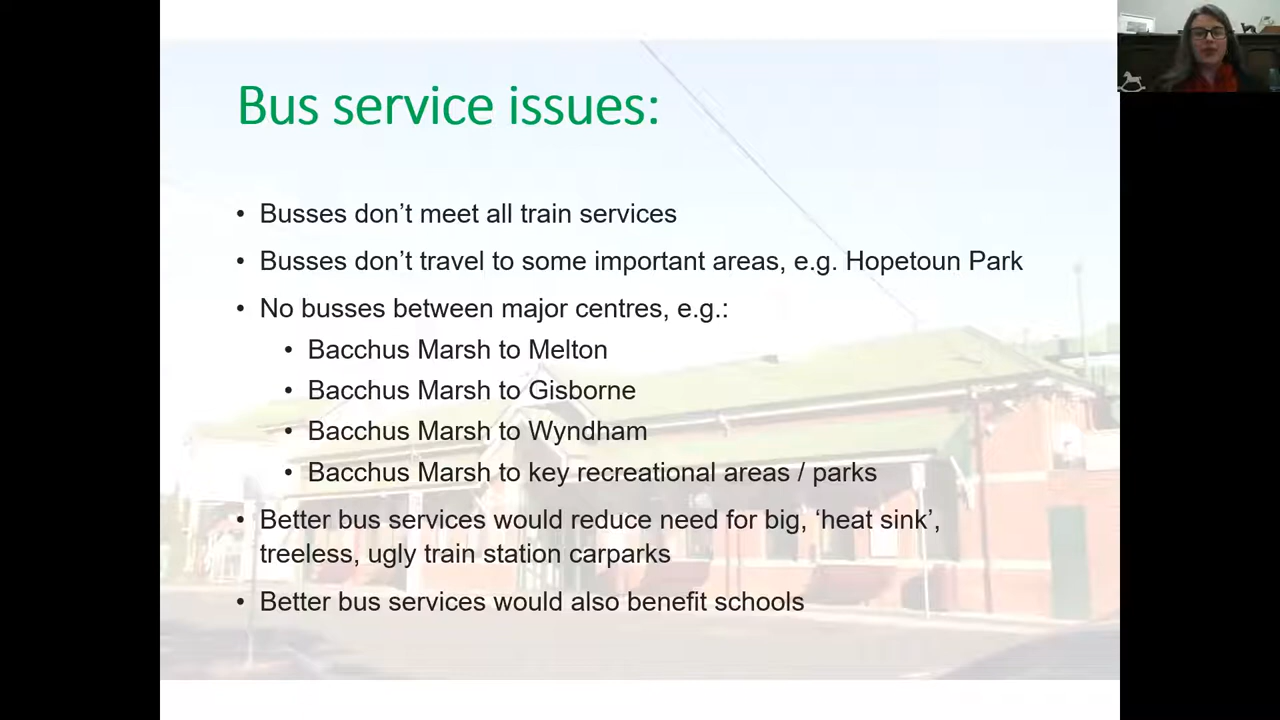 Bus service issues:
• Busses don’t meet all train services
• Busses don’t travel to some important areas, e.g. Hopetoun Park
• No busses between major centres, e.g.:
• Bacchus Marsh to Melton
• Bacchus Marsh to Gisborne
• Bacchus Marsh to Wyndham
• Bacchus Marsh to key recreational areas / parks
• Better bus services would reduce need for big, ‘heat sink’,
treeless, ugly train station carparks
• Better bus services would also benefit schools